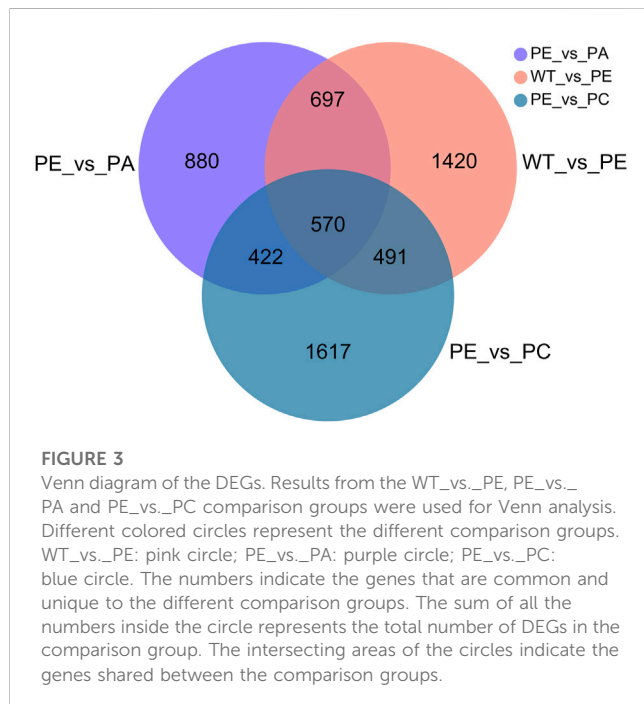 PE_vs_PA
WT_vs_PE
PE_vs_PC
697
PE_vs_PA
880
1420
WT_vs_PE
570
422
491
1617
PE_vs_PC
FIGURE 3
Venn diagram of the DEGs. Results from the WT_vs._PE, PE_vs._
PA and PE_vs._PC comparison groups were used for Venn analysis.
Different colored circles represent the different comparison groups.
WT_vs._PE: pink circle; PE_vs._PA: purple circle; PE_vs._PC:
blue circle. The numbers indicate the genes that are common and
unique to the different comparison groups. The sum of all the
numbers inside the circle represents the total number of DEGs in the
comparison group. The intersecting areas of the circles indicate the
genes shared between the comparison groups.